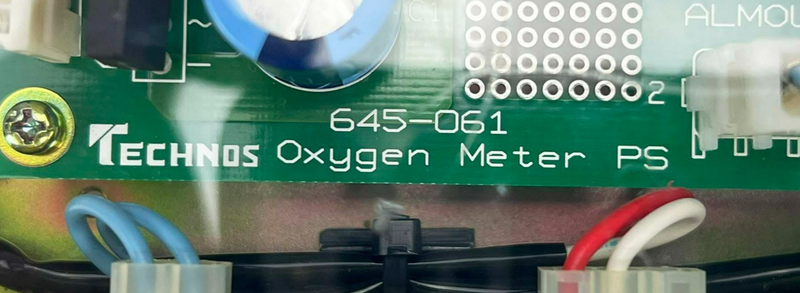 C1
ALMOU
2
645-061
TECHNOS Oxygen Meter PS